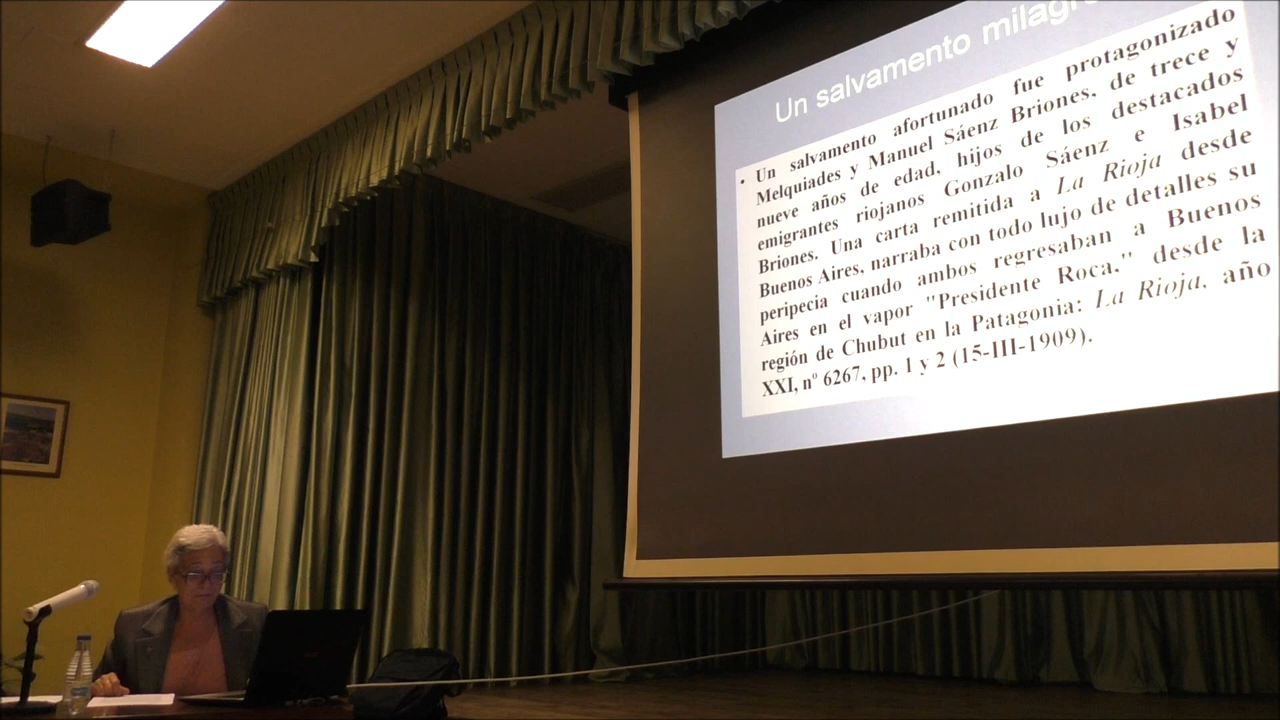 Un salvamento
• Un salvamento afortunado fue protagonizado
Melquiades y Manuel Sáenz Briones, de trece y
nueve años de edad, hijos de los destacados
emigrantes riojanos Gonzalo Sáenz e Isabel
Briones. Una carta remitida a La Rioja desde
Buenos Aires, narraba con todo lujo de detalles su
peripecia cuando ambos regresaban a Buenos
Aires en el vapor "Presidente Roca," desde la
región de Chubut en la Patagonia: La Rioja, año
XXI, nº 6267, pp. 1 y 2 (15-III-1909).